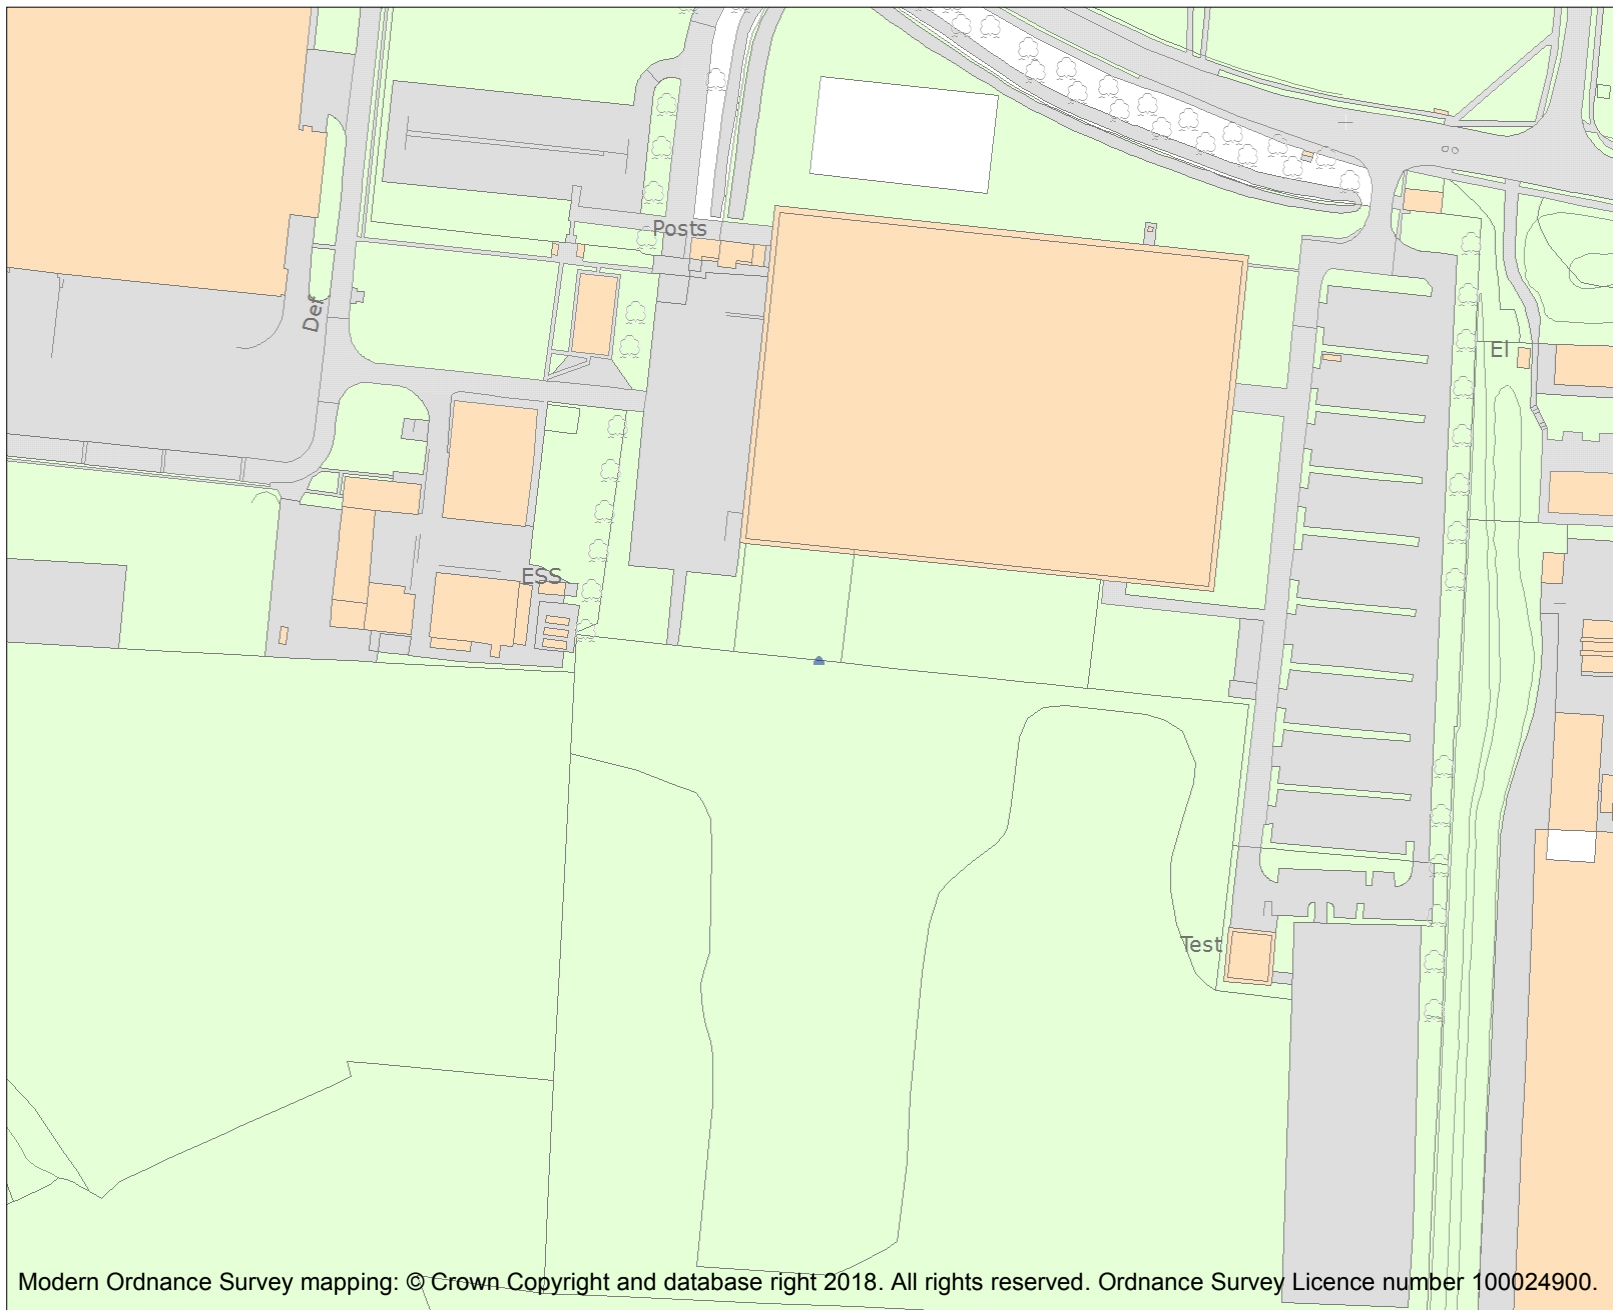 Posts
Def
El
ESS
Test
Modern Ordnance Survey mapping: © Crown Copyright and database right 2018. All rights reserved. Ordnance Survey Licence number 100024900.